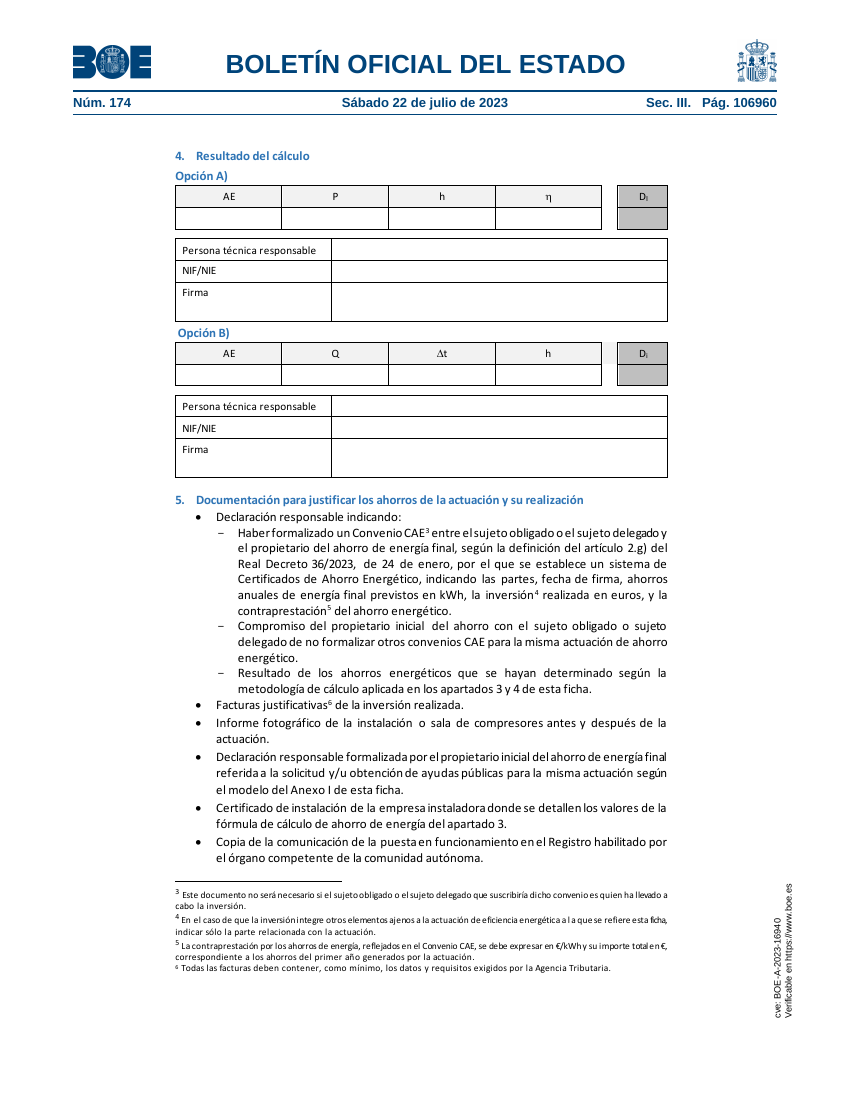 BOE
BOLETÍN OFICIAL DEL ESTADO
Núm. 174 Sábado 22 de julio de 2023 Sec. III. Pág. 106960
4. Resultado del cálculo
Opción A)
AE P h η Dᵢ
Persona técnica responsable
NIF/NIE
Firma
Opción B)
AE Q Δt h Dᵢ
Persona técnica responsable
NIF/NIE
Firma
5. Documentación para justificar los ahorros de la actuación y su realización
• Declaración responsable indicando:
− Haber formalizado un Convenio CAE³ entre el sujeto obligado o el sujeto delegado y
el propietario del ahorro de energía final, según la definición del artículo 2.g) del
Real Decreto 36/2023, de 24 de enero, por el que se establece un sistema de
Certificados de Ahorro Energético, indicando las partes, fecha de firma, ahorros
anuales de energía final previstos en kWh, la inversión⁴ realizada en euros, y la
contraprestación⁵ del ahorro energético.
− Compromiso del propietario inicial del ahorro con el sujeto obligado o sujeto
delegado de no formalizar otros convenios CAE para la misma actuación de ahorro
energético.
− Resultado de los ahorros energéticos que se hayan determinado según la
metodología de cálculo aplicada en los apartados 3 y 4 de esta ficha.
• Facturas justificativas⁶ de la inversión realizada.
• Informe fotográfico de la instalación o sala de compresores antes y después de la
actuación.
• Declaración responsable formalizada por el propietario inicial del ahorro de energía final
referida a la solicitud y/u obtención de ayudas públicas para la misma actuación según
el modelo del Anexo I de esta ficha.
• Certificado de instalación de la empresa instaladora donde se detallen los valores de la
fórmula de cálculo de ahorro de energía del apartado 3.
• Copia de la comunicación de la puesta en funcionamiento en el Registro habilitado por
el órgano competente de la comunidad autónoma.
³ Este documento no será necesario si el sujeto obligado o el sujeto delegado que suscribiría dicho convenio es quien ha llevado a
cabo la inversión.
⁴ En el caso de que la inversión integre otros elementos ajenos a la actuación de eficiencia energética a la que se refiere esta ficha,
indicar sólo la parte relacionada con la actuación.
⁵ La contraprestación por los ahorros de energía, reflejados en el Convenio CAE, se debe expresar en €/kWh y su importe total en €,
correspondiente a los ahorros del primer año generados por la actuación.
⁶ Todas las facturas deben contener, como mínimo, los datos y requisitos exigidos por la Agencia Tributaria.
cve: BOE-A-2023-16940
Verificable en https://www.boe.es